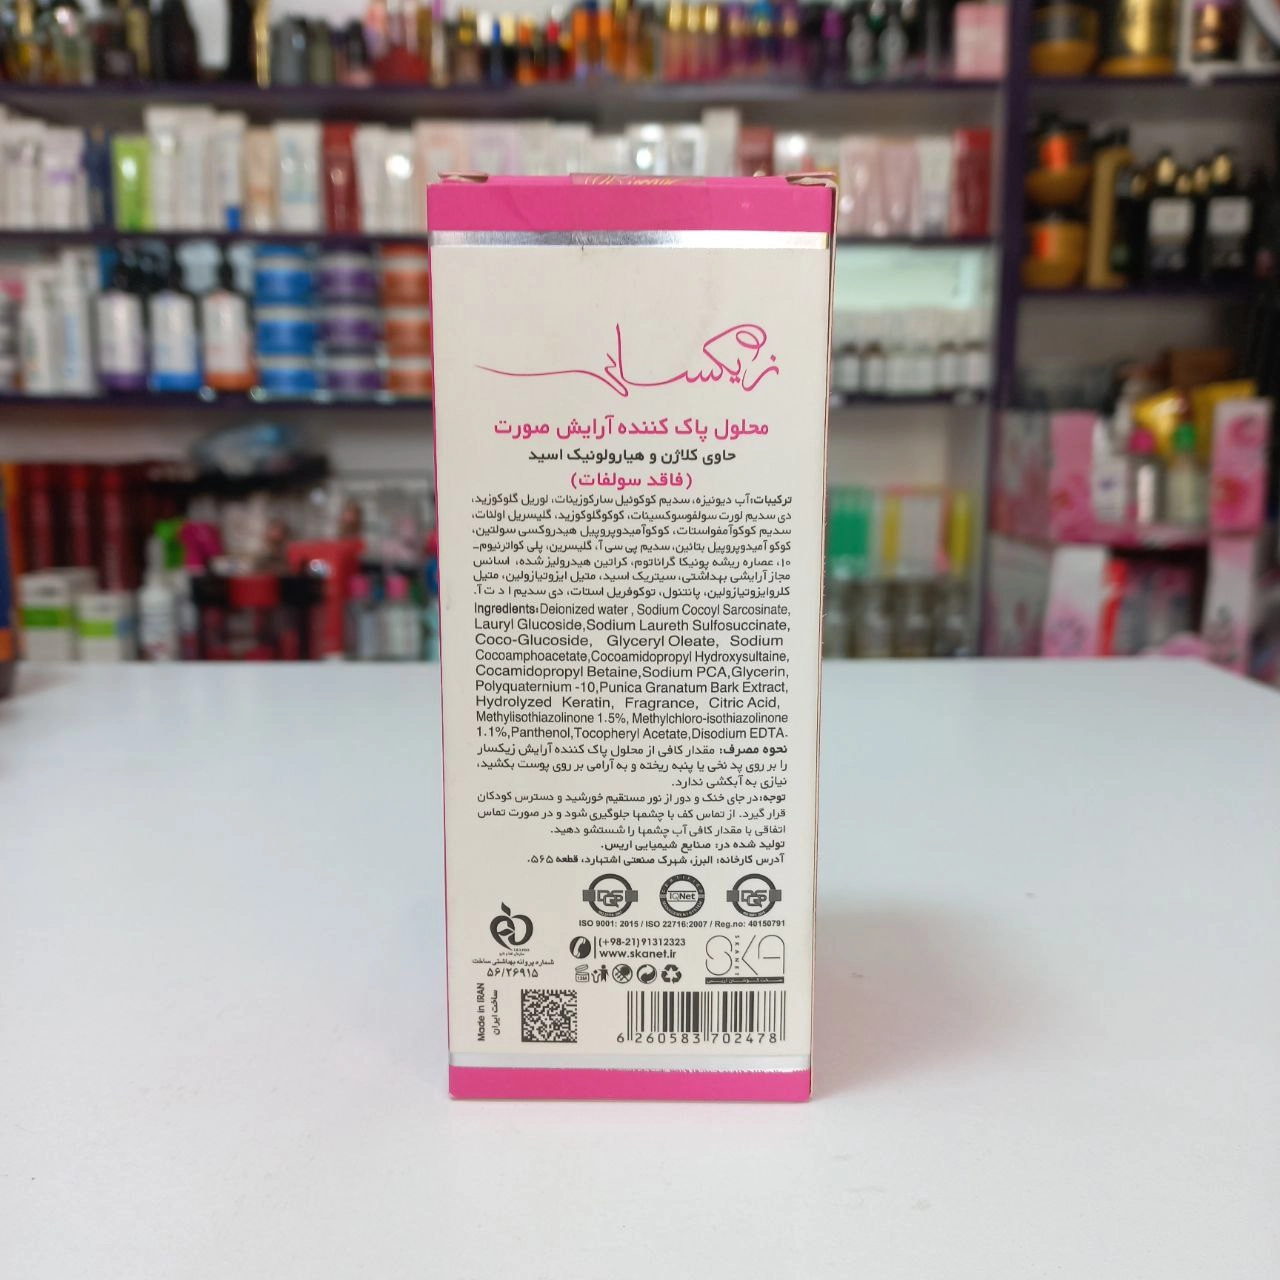 زیکسار
محلول پاک کننده آرایش صورت
حاوی کلاژن و هیارولونیک اسید
(فاقد سولفات)
ترکیبات: آب دیونیزه، سدیم کوکوئیل سارکوزینات، لوریل گلوکوزید،
دی سدیم لورت سولفوسوکسینات، کوکوگلوکوزید، گلیسریل اولئات،
سدیم کوکوآمفواستات، کوکوآمیدوپروپیل هیدروکسی سولتین،
کوکو آمیدوپروپیل بتائین، سدیم پی سی آ، گلیسرین، پلی کواترنیوم-
۱۰، عصاره ریشه پونیکا گراناتوم، کراتین هیدرولیز شده، اسانس
مجاز آرایشی بهداشتی، سیتریک اسید، متیل ایزوتیازولین، متیل
کلروایزوتیازولین، پانتنول، توکوفریل استات، دی سدیم ا د ت آ.
Ingredients: Deionized water , Sodium Cocoyl Sarcosinate,
Lauryl Glucoside,Sodium Laureth Sulfosuccinate,
Coco-Glucoside, Glyceryl Oleate, Sodium
Cocoamphoacetate,Cocoamidopropyl Hydroxysultaine,
Cocamidopropyl Betaine,Sodium PCA,Glycerin,
Polyquaternium -10,Punica Granatum Bark Extract,
Hydrolyzed Keratin, Fragrance, Citric Acid,
Methylisothiazolinone 1.5%, Methylchloro-isothiazolinone
1.1%,Panthenol,Tocopheryl Acetate,Disodium EDTA.
نحوه مصرف: مقدار کافی از محلول پاک کننده آرایش زیکسار
را بر روی پد نخی یا پنبه ریخته و به آرامی بر روی پوست بکشید،
نیازی به آبکشی ندارد.
توجه: در جای خنک و دور از نور مستقیم خورشید و دسترس کودکان
قرار گیرد. از تماس کف با چشمها جلوگیری شود و در صورت تماس
اتفاقی با مقدار کافی آب چشمها را شستشو دهید.
تولید شده در: صنایع شیمیایی اریس.
آدرس کارخانه: البرز، شهرک صنعتی اشتهارد، قطعه ۵۶۵.
DQS IQNet DQS
ISO 9001: 2015 / ISO 22716:2007 / Reg.no: 40150791
(+98-21)91312323
www.skanet.ir
SKA
SKANET
شماره پروانه بهداشتی ساخت
۵۶/۲۶۹۱۵
12M
Made in IRAN
ساخت ایران
6 260583 702478